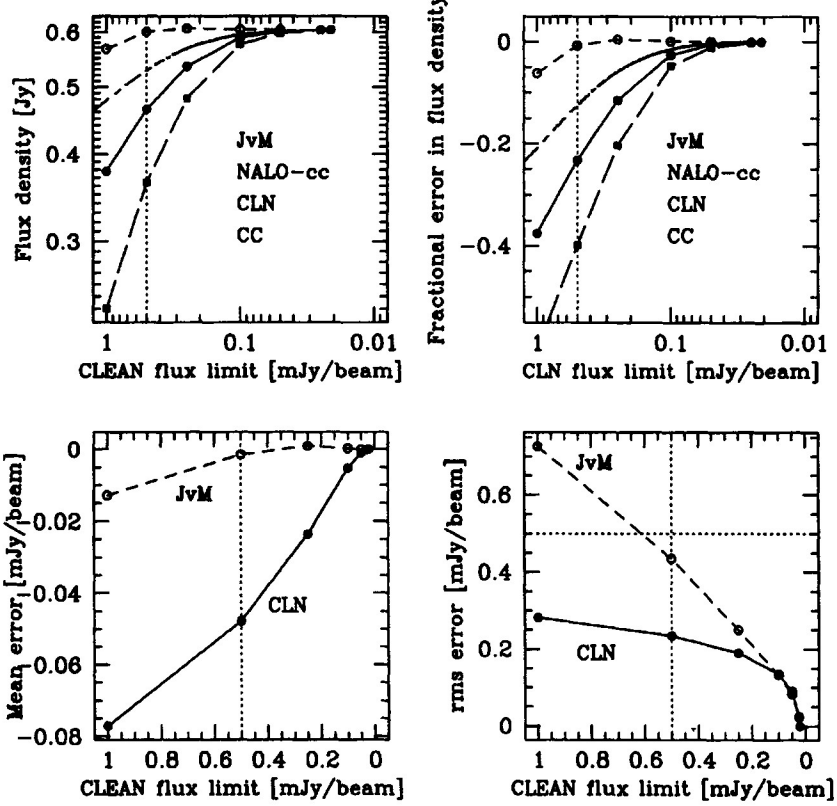 0.6
0.5
0.4
0.3
Flux density [Jy]
JvM
NALO-cc
CLN
CC
1
0.1
0.01
CLEAN flux limit [mJy/beam]
0
-0.2
-0.4
Fractional error in flux density
JvM
NALO-cc
CLN
CC
1
0.1
0.01
CLN flux limit [mJy/beam]
0
-0.02
-0.04
-0.06
-0.08
Mean error [mJy/beam]
JvM
CLN
1
0.8
0.6
0.4
0.2
0
CLEAN flux limit [mJy/beam]
0.6
0.4
0.2
0
rms error [mJy/beam]
JvM
CLN
1
0.8
0.6
0.4
0.2
0
CLEAN flux limit [mJy/beam]